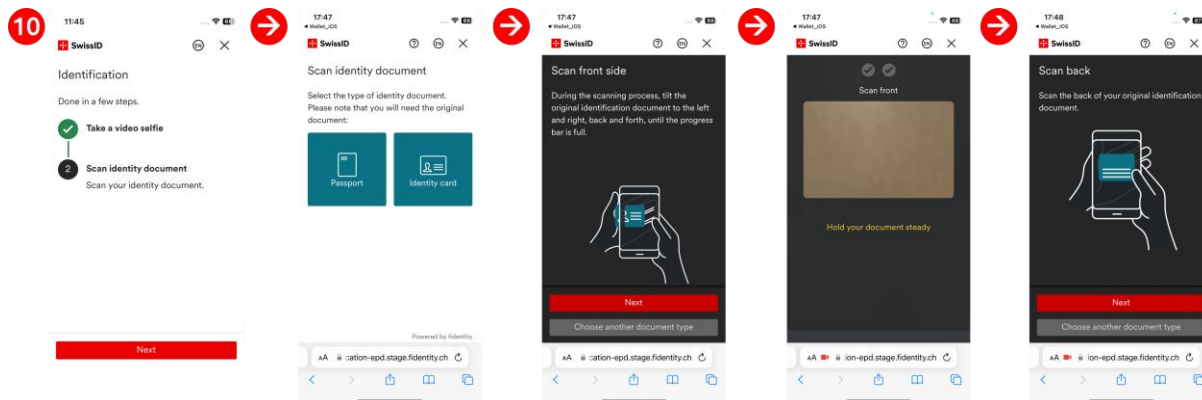 10
11:45
SwissID
EN
Identification
Done in a few steps.
Take a video selfie
2
Scan identity document
Scan your identity document.
Next
17:47
◂ Wallet_iOS
SwissID
?
EN
Scan identity document
Select the type of identity document.
Please note that you will need the original
document:
Passport
Identity card
Powered by fidentity
AA
:ation-epd.stage.fidentity.ch
17:47
◂ Wallet_iOS
SwissID
?
EN
Scan front side
During the scanning process, tilt the
original identification document to the left
and right, back and forth, until the progress
bar is full.
Next
Choose another document type
AA
:ation-epd.stage.fidentity.ch
17:47
◂ Wallet_iOS
SwissID
?
EN
Scan front
Hold your document steady
AA
ion-epd.stage.fidentity.ch
17:48
◂ Wallet_iOS
SwissID
?
EN
Scan back
Scan the back of your original identification
document.
Next
Choose another document type
AA
ion-epd.stage.fidentity.ch